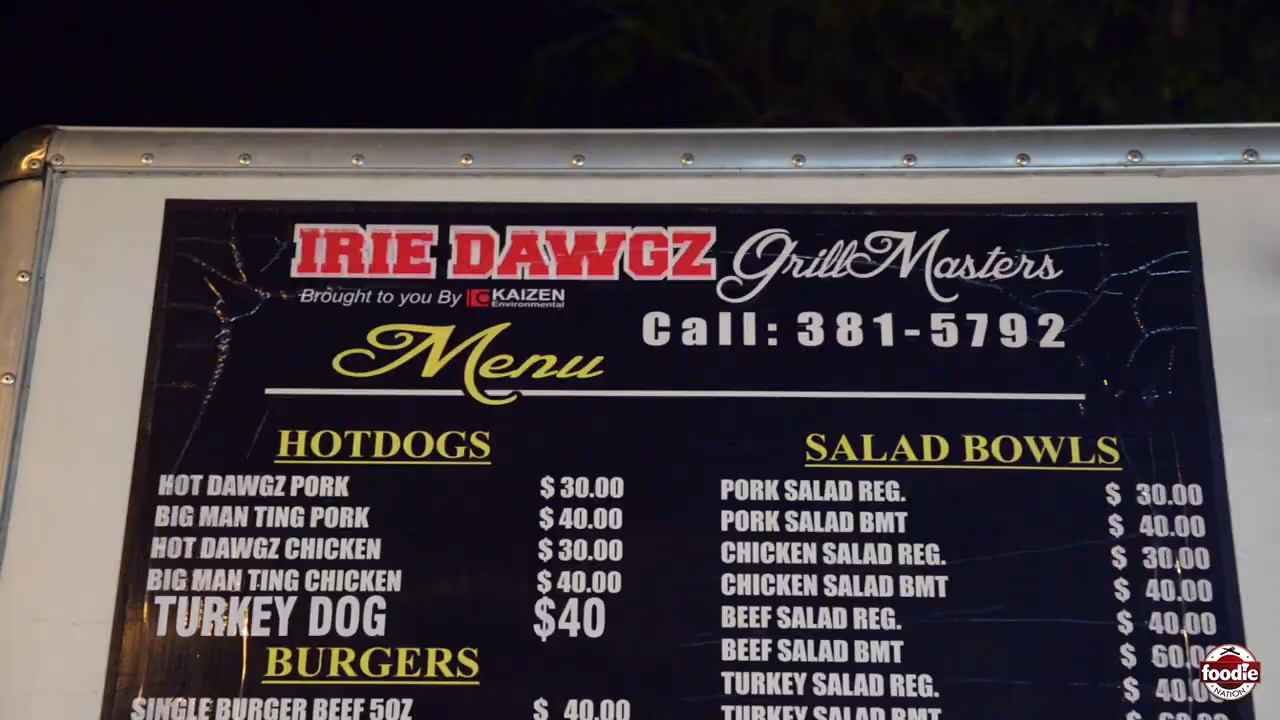 IRIE DAWGZ GrillMasters
Brought to you By KAIZEN Environmental
Call: 381-5792
Menu
HOTDOGS
HOT DAWGZ PORK $ 30.00
BIG MAN TING PORK $ 40.00
HOT DAWGZ CHICKEN $ 30.00
BIG MAN TING CHICKEN $ 40.00
TURKEY DOG $40
BURGERS
SINGLE BURGER BEEF 5OZ $ 40.00
SALAD BOWLS
PORK SALAD REG. $ 30.00
PORK SALAD BMT $ 40.00
CHICKEN SALAD REG. $ 30.00
CHICKEN SALAD BMT $ 40.00
BEEF SALAD REG. $ 40.00
BEEF SALAD BMT $ 60.0
TURKEY SALAD REG. $ 40.0
TURKEY SALAD BMT
foodie
NATION